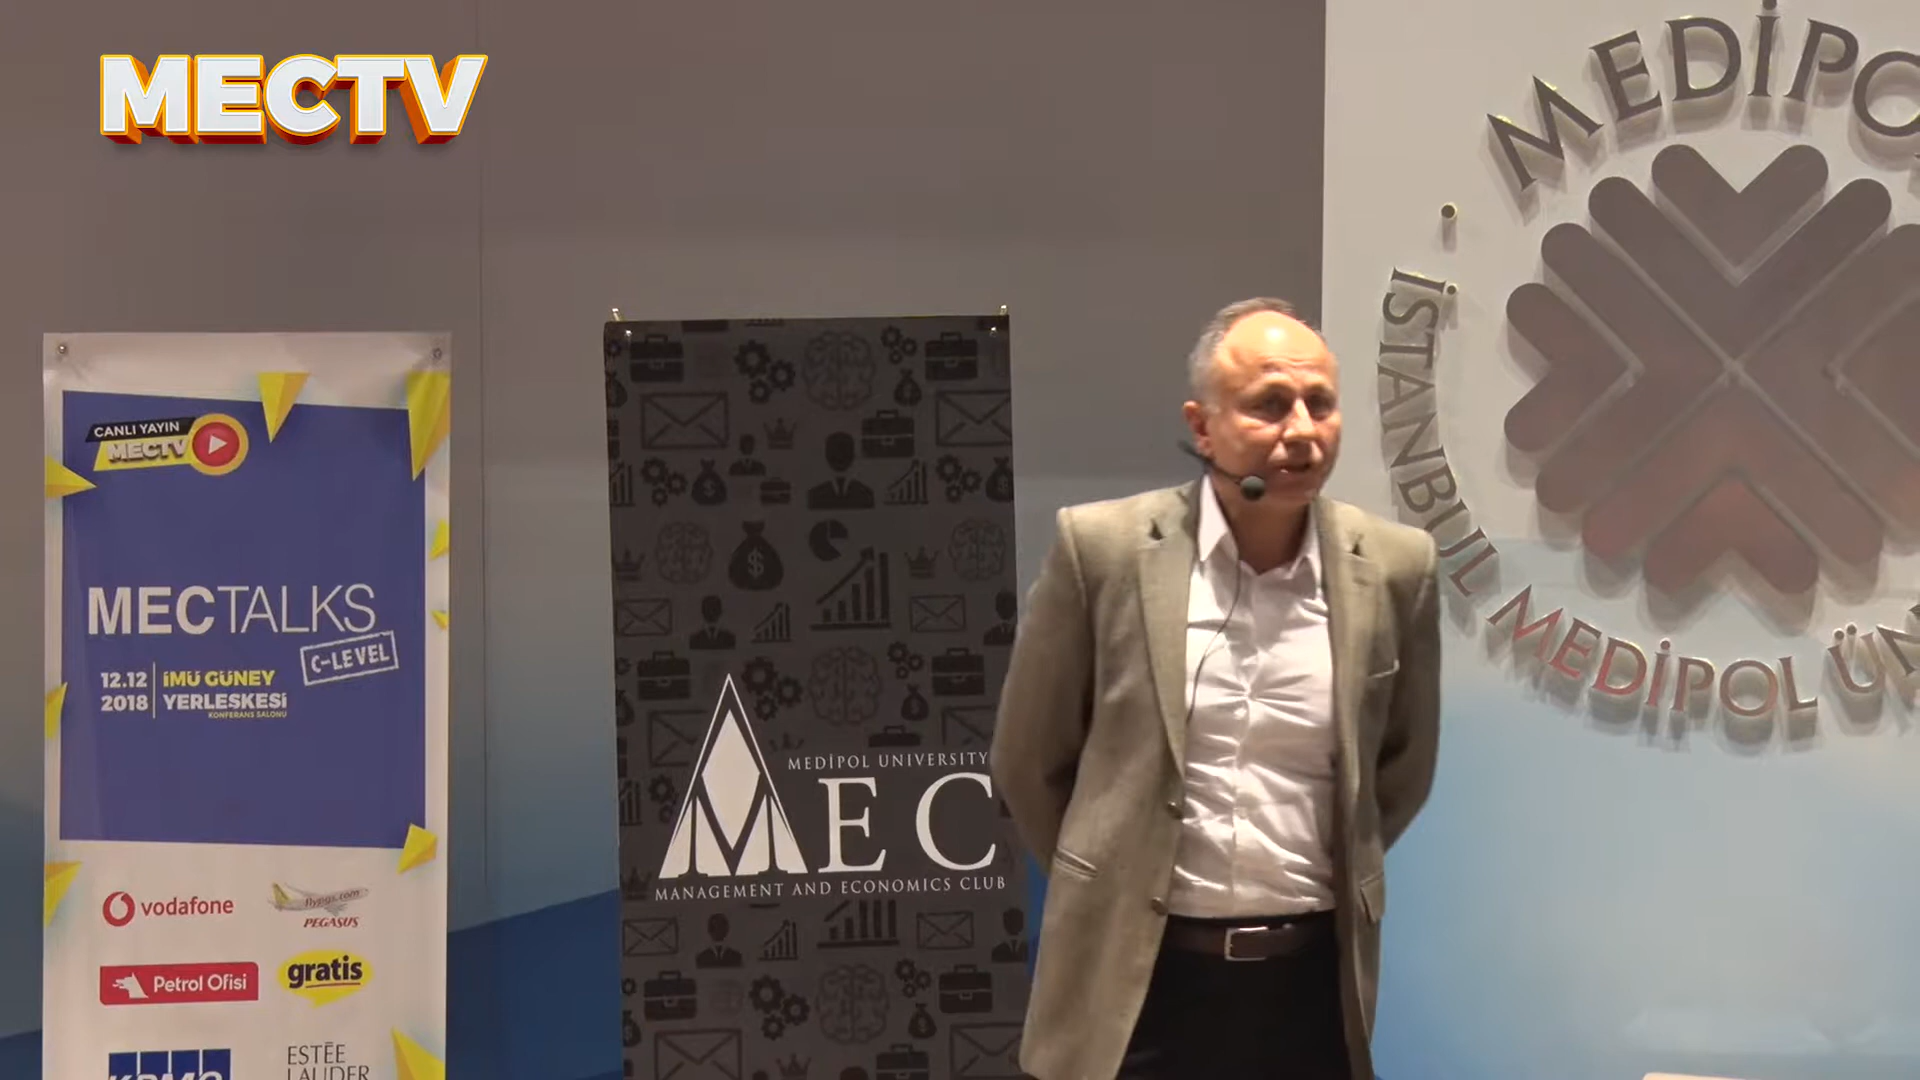 MECTV
CANLI YAYIN
MECTV
MECTALKS
C-LEVEL
12.12
2018
İMÜ GÜNEY
YERLEŞKESİ
KONFERANS SALONU
vodafone
flypgs.com
PEGASUS
Petrol Ofisi
gratis
KPMG
ESTĒE
LAUDER
MEDİPOL UNIVERSITY
MEC
MANAGEMENT AND ECONOMICS CLUB
MEDİPO
İSTANBUL MEDİPOL ÜN